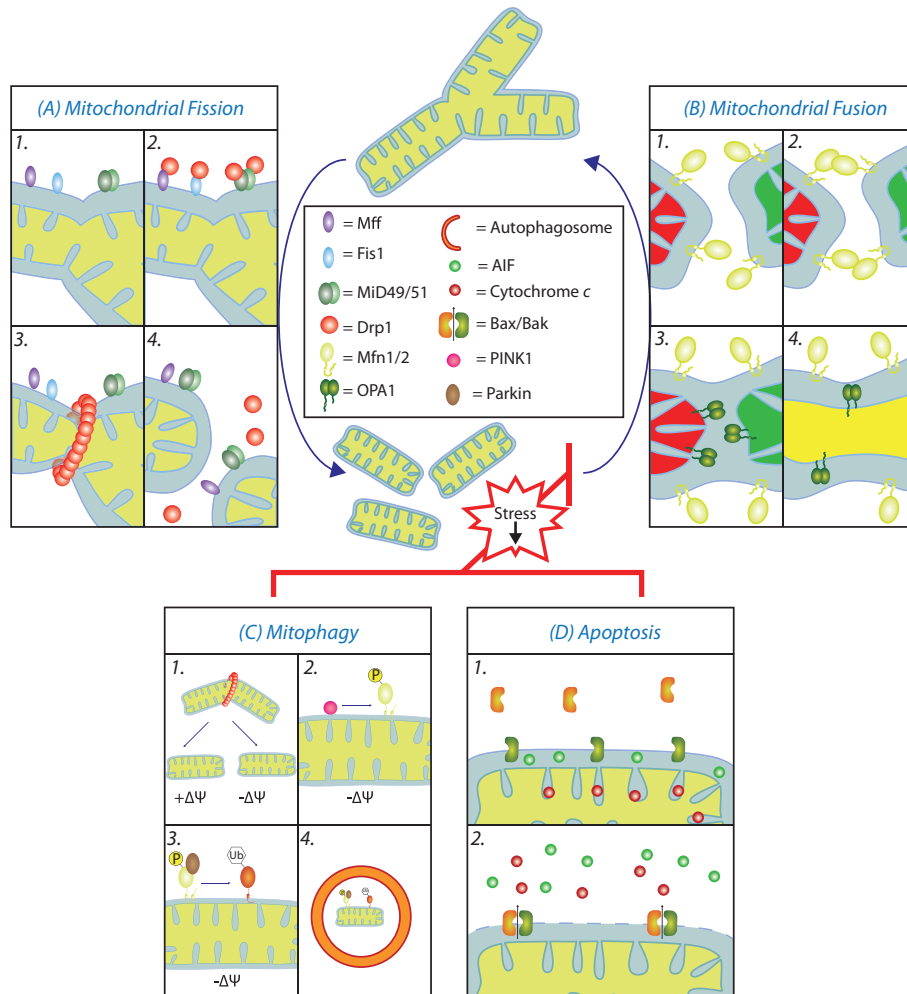 (A) Mitochondrial Fission
1.
2.
3.
4.
(B) Mitochondrial Fusion
1.
2.
3.
4.
= Mff
= Fis1
= MiD49/51
= Drp1
= Mfn1/2
= OPA1
= Autophagosome
= AIF
= Cytochrome c
= Bax/Bak
= PINK1
= Parkin
Stress
(C) Mitophagy
1.
+ΔΨ
-ΔΨ
2.
P
-ΔΨ
3.
P
Ub
-ΔΨ
4.
(D) Apoptosis
1.
2.